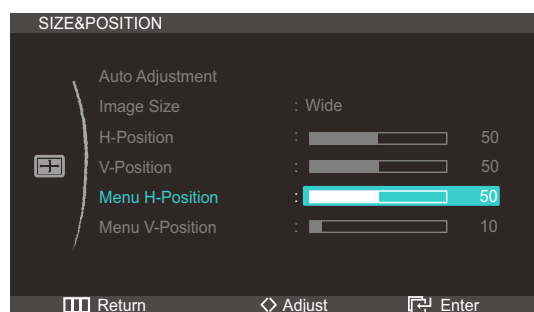 SIZE&POSITION
Auto Adjustment
Image Size : Wide
H-Position : 50
V-Position : 50
Menu H-Position : 50
Menu V-Position : 10
Return Adjust Enter